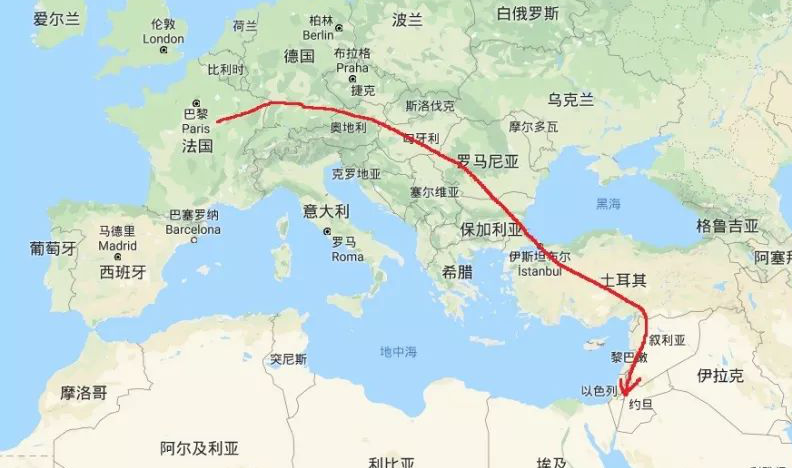 爱尔兰
伦敦
London
荷兰
柏林
Berlin
波兰
白俄罗斯
德国
比利时
布拉格
Praha
捷克
巴黎
Paris
法国
斯洛伐克
乌克兰
奥地利
匈牙利
摩尔多瓦
罗马尼亚
克罗地亚
塞尔维亚
黑海
巴塞罗纳
Barcelona
意大利
保加利亚
格鲁吉亚
葡萄牙
马德里
Madrid
西班牙
罗马
Roma
希腊
伊斯坦布尔
İstanbul
土耳其
阿塞拜
突尼斯
地中海
叙利亚
黎巴嫩
伊拉克
摩洛哥
以色列
约旦
阿尔及利亚
利比亚
埃及